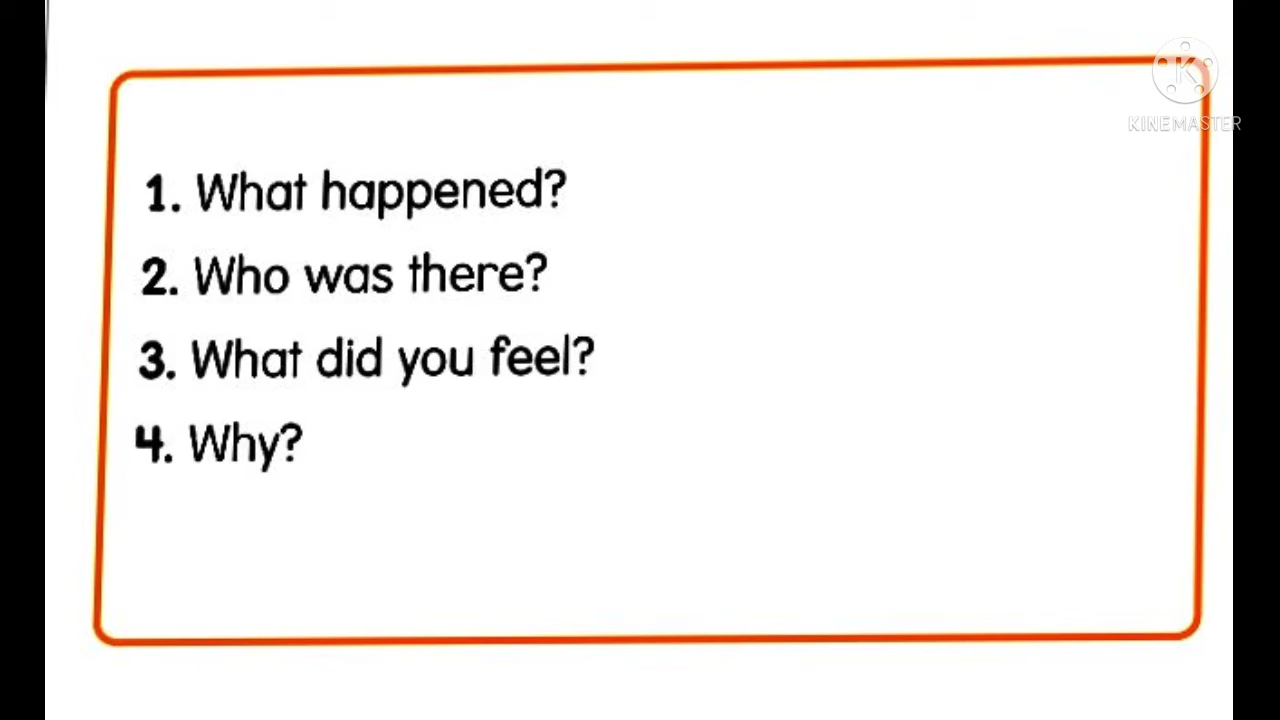 KINEMASTER
1. What happened?
2. Who was there?
3. What did you feel?
4. Why?